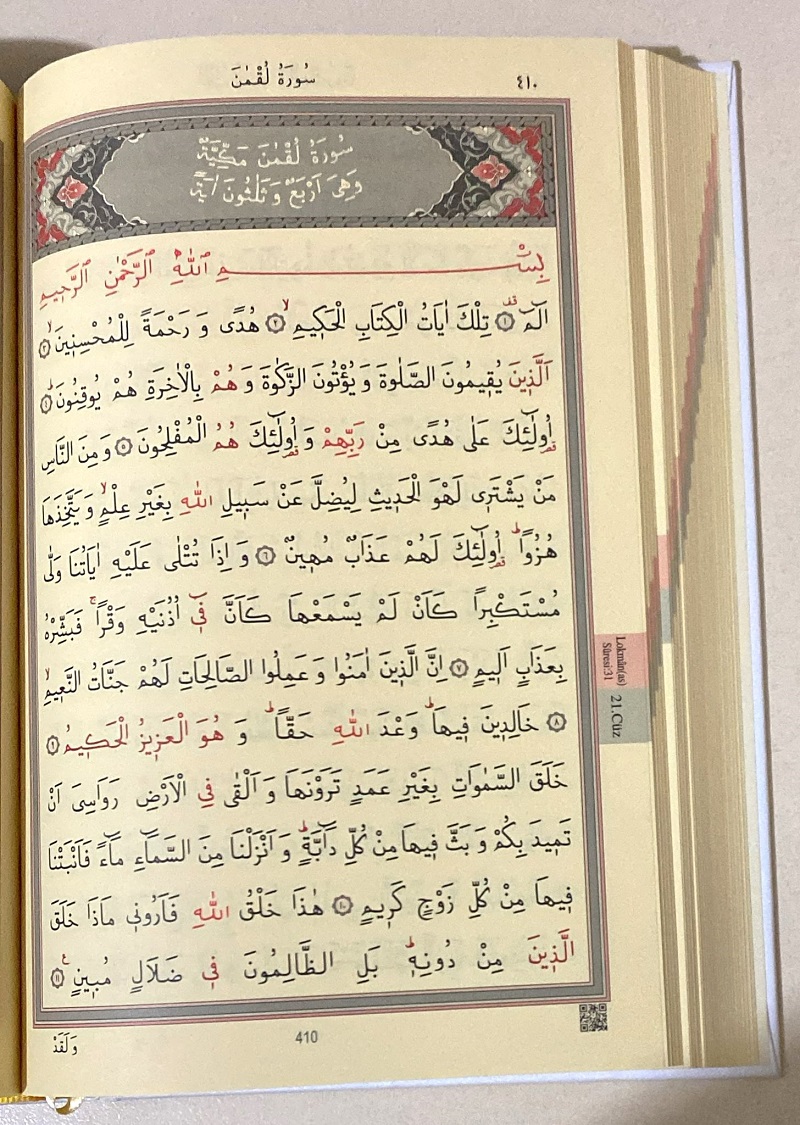 سُورَةُ لُقْمٰنَ
٤١٠
سُورَةُ لُقْمٰنَ مَكِّيَّةٌ
وَهِىَ اَرْبَعٌ وَ ثَلٰثُونَ اٰيَةً
بِسْمِ اللّٰهِ الرَّحْمٰنِ الرَّح۪يمِ
الٓمٓ ۠ ﴿١﴾ تِلْكَ اٰيَاتُ الْكِتَابِ الْحَك۪يمِۙ ﴿٢﴾ هُدًى وَ رَحْمَةً لِلْمُحْسِن۪ينَۙ ﴿٣﴾
اَلَّذ۪ينَ يُق۪يمُونَ الصَّلٰوةَ وَ يُؤْتُونَ الزَّكٰوةَ وَ هُمْ بِالْاٰخِرَةِ هُمْ يُوقِنُونَۜ ﴿٤﴾
اُو۬لٰٓئِكَ عَلٰى هُدًى مِنْ رَبِّهِمْ وَ اُو۬لٰٓئِكَ هُمُ الْمُفْلِحُونَ ﴿٥﴾ وَ مِنَ النَّاسِ
مَنْ يَشْتَر۪ى لَهْوَ الْحَد۪يثِ لِيُضِلَّ عَنْ سَب۪يلِ اللّٰهِ بِغَيْرِ عِلْمٍۙ وَ يَتَّخِذَهَا
هُزُواًۜ اُو۬لٰٓئِكَ لَهُمْ عَذَابٌ مُه۪ينٌ ﴿٦﴾ وَ اِذَا تُتْلٰى عَلَيْهِ اٰيَاتُنَا وَلّٰى
مُسْتَكْبِراً كَاَنْ لَمْ يَسْمَعْهَا كَاَنَّ ف۪ٓى اُذُنَيْهِ وَقْراًۚ فَبَشِّرْهُ
بِعَذَابٍ اَل۪يمٍ ﴿٧﴾ اِنَّ الَّذ۪ينَ اٰمَنُوا وَ عَمِلُوا الصَّالِحَاتِ لَهُمْ جَنَّاتُ النَّع۪يمِۙ
﴿٨﴾ خَالِد۪ينَ ف۪يهَاۜ وَعْدَ اللّٰهِ حَقًّاۜ وَ هُوَ الْعَز۪يزُ الْحَك۪يمُ ﴿٩﴾
خَلَقَ السَّمٰوَاتِ بِغَيْرِ عَمَدٍ تَرَوْنَهَا وَ اَلْقٰى فِى الْاَرْضِ رَوَاسِىَ اَنْ
تَم۪يدَ بِكُمْ وَ بَثَّ ف۪يهَا مِنْ كُلِّ دَٓابَّةٍۜ وَ اَنْزَلْنَا مِنَ السَّمَٓاءِ مَٓاءً فَاَنْبَتْنَا
ف۪يهَا مِنْ كُلِّ زَوْجٍ كَر۪يمٍ ﴿١٠﴾ هٰذَا خَلْقُ اللّٰهِ فَاَرُون۪ى مَاذَا خَلَقَ
الَّذ۪ينَ مِنْ دُونِه۪ۜ بَلِ الظَّالِمُونَ ف۪ى ضَلَالٍ مُب۪ينٍ۟ ﴿١١﴾
Lokmân(as)
Sûresi:31
21.Cüz
410
وَ لَقَدْ